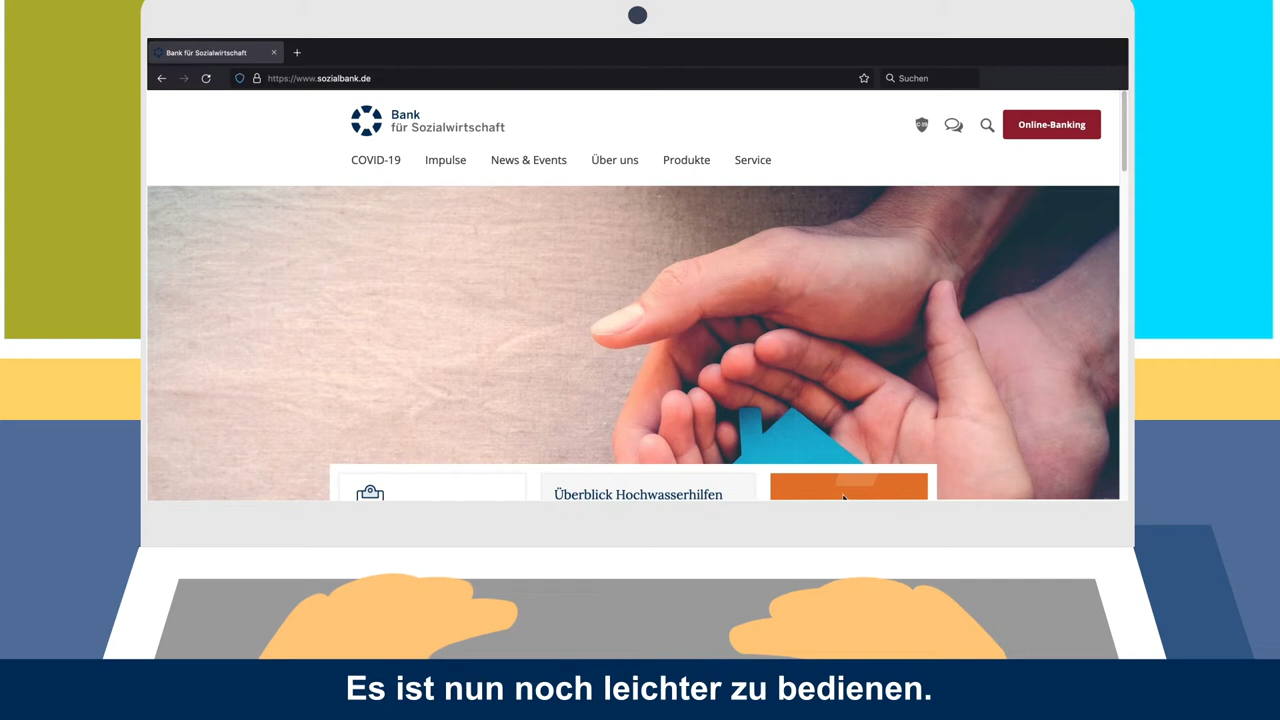 Bank für Sozialwirtschaft
https://www.sozialbank.de
Suchen
Bank
für Sozialwirtschaft
Online-Banking
COVID-19 Impulse News & Events Über uns Produkte Service
Überblick Hochwasserhilfen
Es ist nun noch leichter zu bedienen.